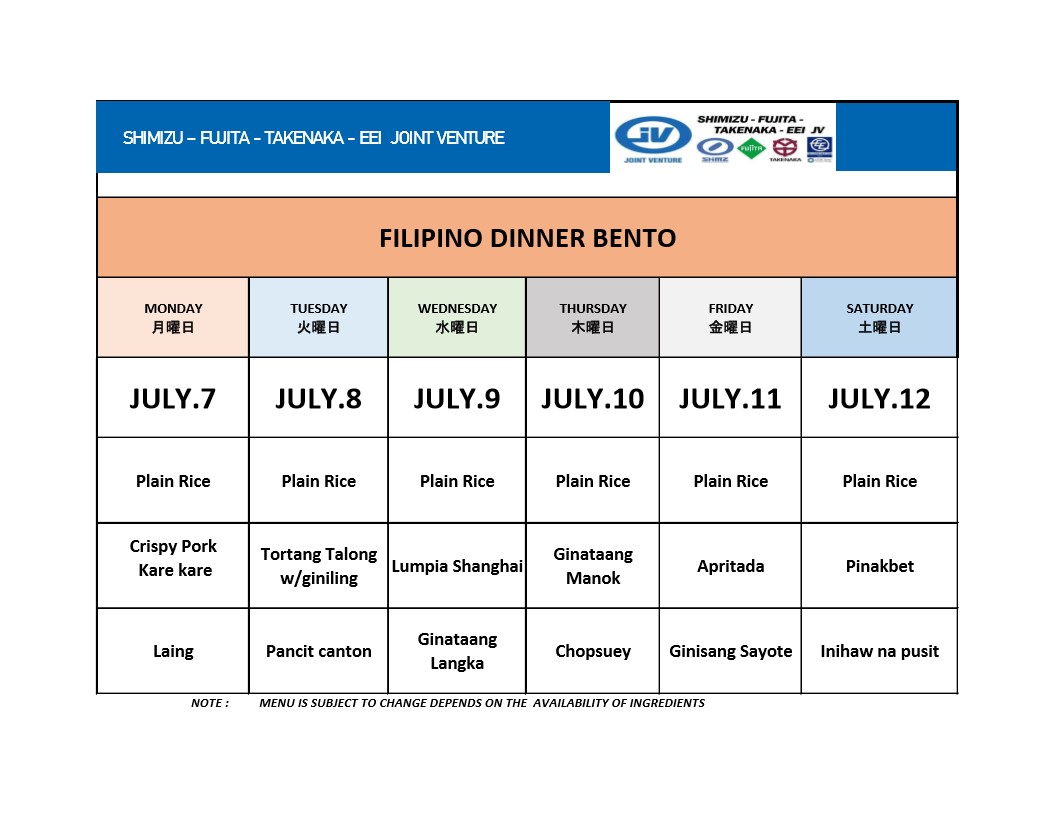 SHIMIZU – FUJITA - TAKENAKA - EEI JOINT VENTURE
JV
JOINT VENTURE
SHIMIZU - FUJITA -
TAKENAKA - EEI JV
SHIMZ
FUJITA
TAKENAKA
FILIPINO DINNER BENTO
MONDAY
月曜日
TUESDAY
火曜日
WEDNESDAY
水曜日
THURSDAY
木曜日
FRIDAY
金曜日
SATURDAY
土曜日
JULY.7
JULY.8
JULY.9
JULY.10
JULY.11
JULY.12
Plain Rice
Plain Rice
Plain Rice
Plain Rice
Plain Rice
Plain Rice
Crispy Pork
Kare kare
Tortang Talong
w/giniling
Lumpia Shanghai
Ginataang
Manok
Apritada
Pinakbet
Laing
Pancit canton
Ginataang
Langka
Chopsuey
Ginisang Sayote
Inihaw na pusit
NOTE : MENU IS SUBJECT TO CHANGE DEPENDS ON THE AVAILABILITY OF INGREDIENTS